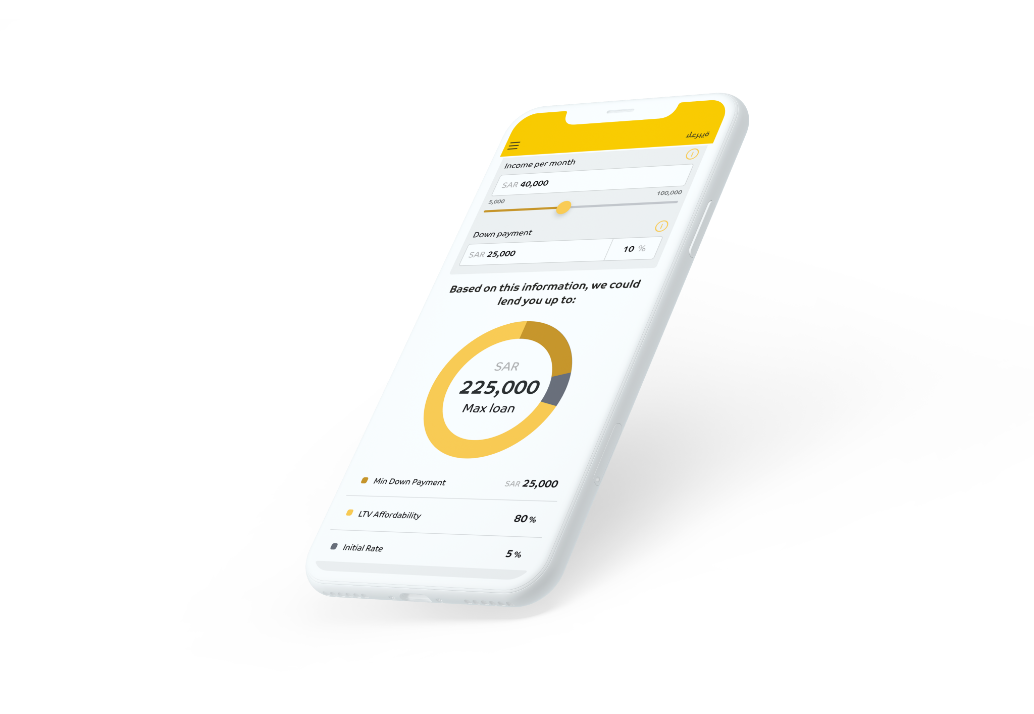 Income per month
SAR 40,000
5,000 100,000
Down payment
SAR 25,000 10 %
Based on this information, we could
lend you up to:
SAR
225,000
Max loan
Min Down Payment SAR 25,000
LTV Affordability 80 %
Initial Rate 5 %